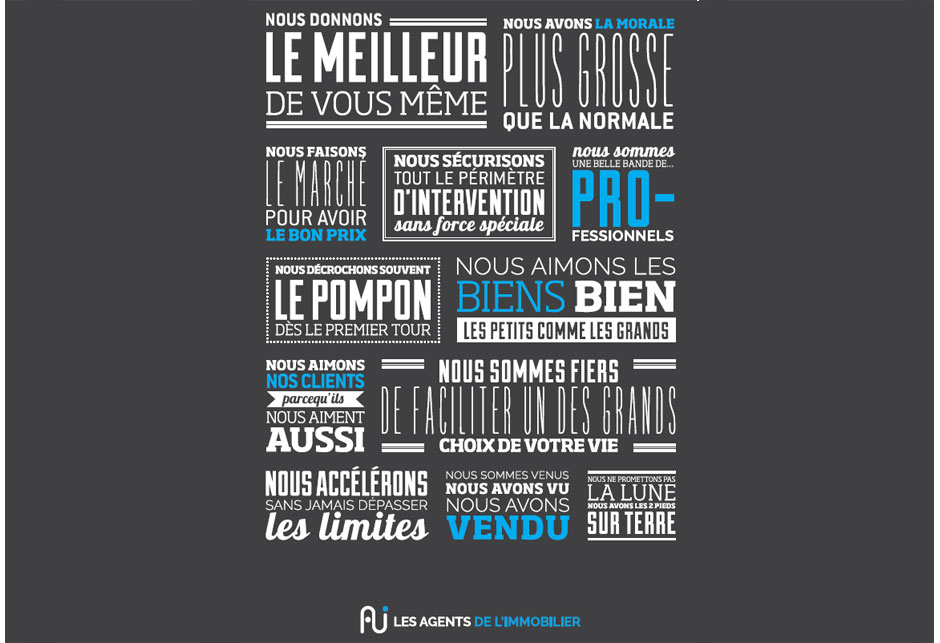 NOUS DONNONS
LE MEILLEUR
DE VOUS MÊME
NOUS AVONS LA MORALE
PLUS GROSSE
QUE LA NORMALE
NOUS FAISONS
LE MARCHÉ
POUR AVOIR
LE BON PRIX
NOUS SÉCURISONS
TOUT LE PÉRIMÈTRE
D'INTERVENTION
sans force spéciale
nous sommes
UNE BELLE BANDE DE...
PRO-
FESSIONNELS
NOUS DÉCROCHONS SOUVENT
LE POMPON
DÈS LE PREMIER TOUR
NOUS AIMONS LES
BIENS BIEN
LES PETITS COMME LES GRANDS
NOUS AIMONS
NOS CLIENTS
parcequ'ils
NOUS AIMENT
AUSSI
NOUS SOMMES FIERS
DE FACILITER UN DES GRANDS
CHOIX DE VOTRE VIE
NOUS ACCÉLÉRONS
SANS JAMAIS DÉPASSER
les limites
NOUS SOMMES VENUS
NOUS AVONS VU
NOUS AVONS
VENDU
NOUS NE PROMETTONS PAS
LA LUNE
NOUS AVONS LES 2 PIEDS
SUR TERRE
AI LES AGENTS DE L'IMMOBILIER